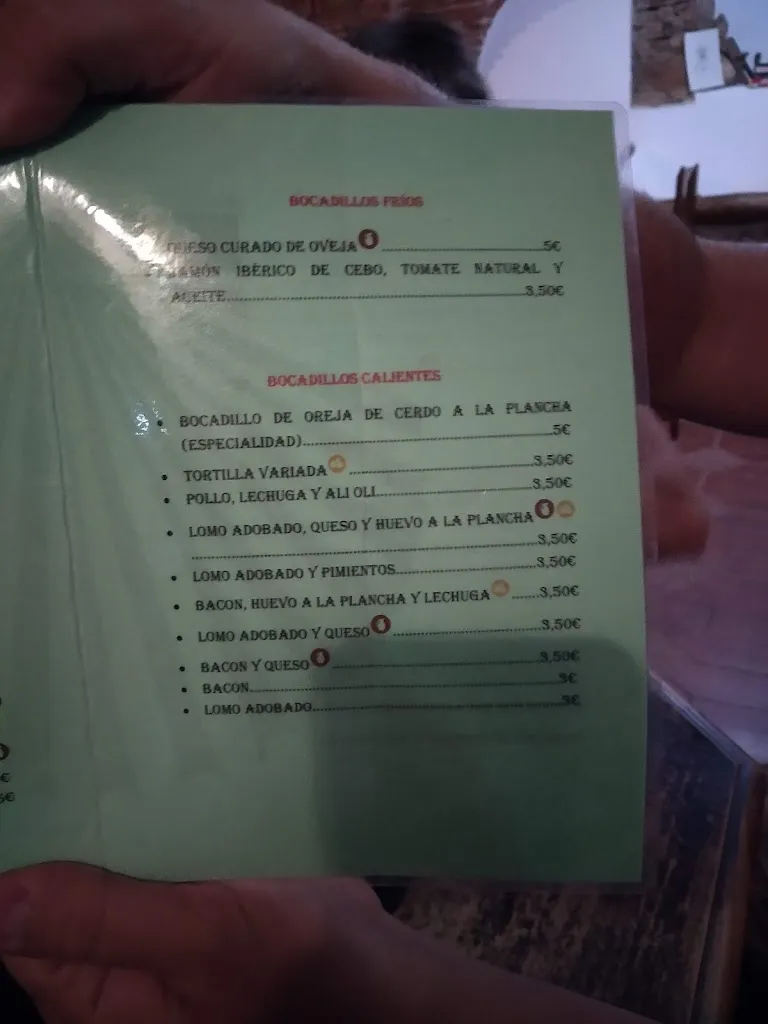 BOCADILLOS FRÍOS
QUESO CURADO DE OVEJA ..........5€
JAMÓN IBÉRICO DE CEBO, TOMATE NATURAL Y
ACEITE..........3,50€
BOCADILLOS CALIENTES
• BOCADILLO DE OREJA DE CERDO A LA PLANCHA
(ESPECIALIDAD)..........5€
• TORTILLA VARIADA ..........3,50€
• POLLO, LECHUGA Y ALI OLI..........3,50€
• LOMO ADOBADO, QUESO Y HUEVO A LA PLANCHA
..........3,50€
• LOMO ADOBADO Y PIMIENTOS..........3,50€
• BACON, HUEVO A LA PLANCHA Y LECHUGA ......3,50€
• LOMO ADOBADO Y QUESO ..........3,50€
• BACON Y QUESO ..........3,50€
• BACON..........3€
• LOMO ADOBADO..........3€
€